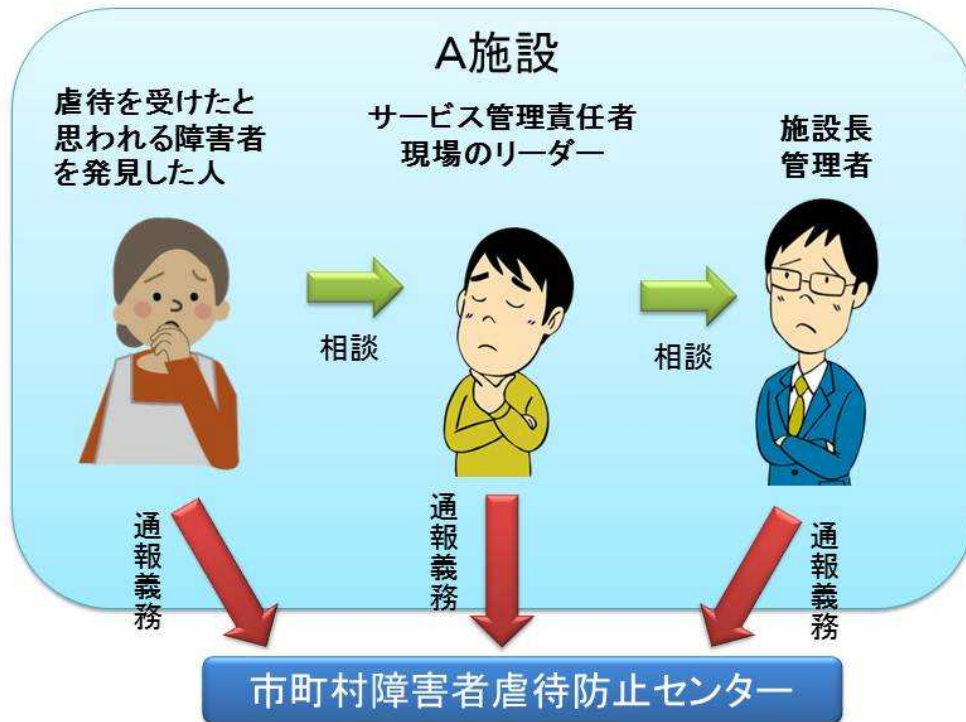 A施設
虐待を受けたと
思われる障害者
を発見した人
サービス管理責任者
現場のリーダー
施設長
管理者
相談
相談
通報義務
通報義務
通報義務
市町村障害者虐待防止センター